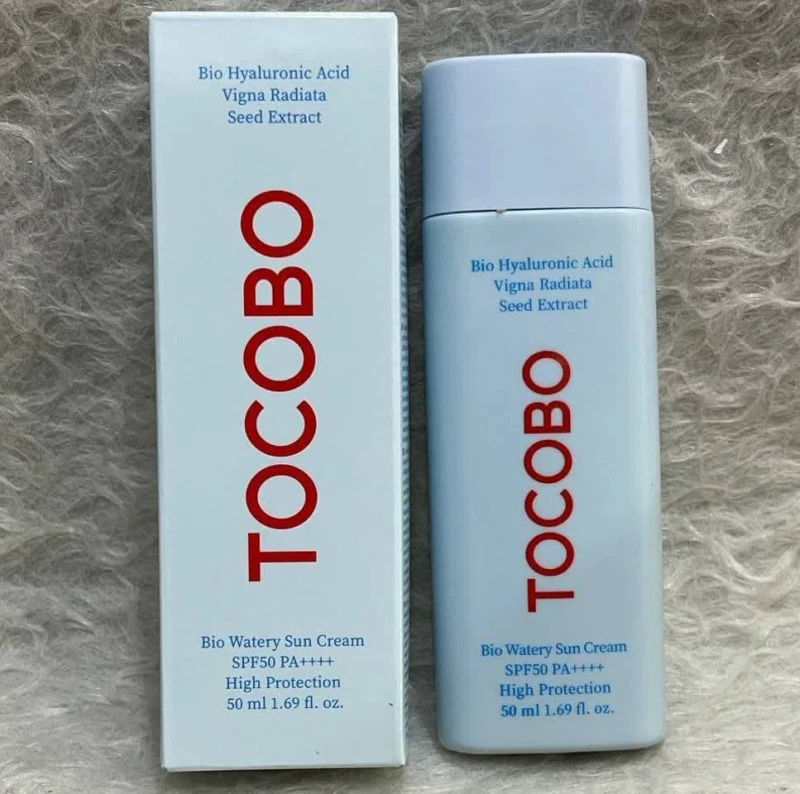 Bio Hyaluronic Acid
Vigna Radiata
Seed Extract
TOCOBO
Bio Watery Sun Cream
SPF50 PA++++
High Protection
50 ml 1.69 fl. oz.
Bio Hyaluronic Acid
Vigna Radiata
Seed Extract
TOCOBO
Bio Watery Sun Cream
SPF50 PA++++
High Protection
50 ml 1.69 fl. oz.